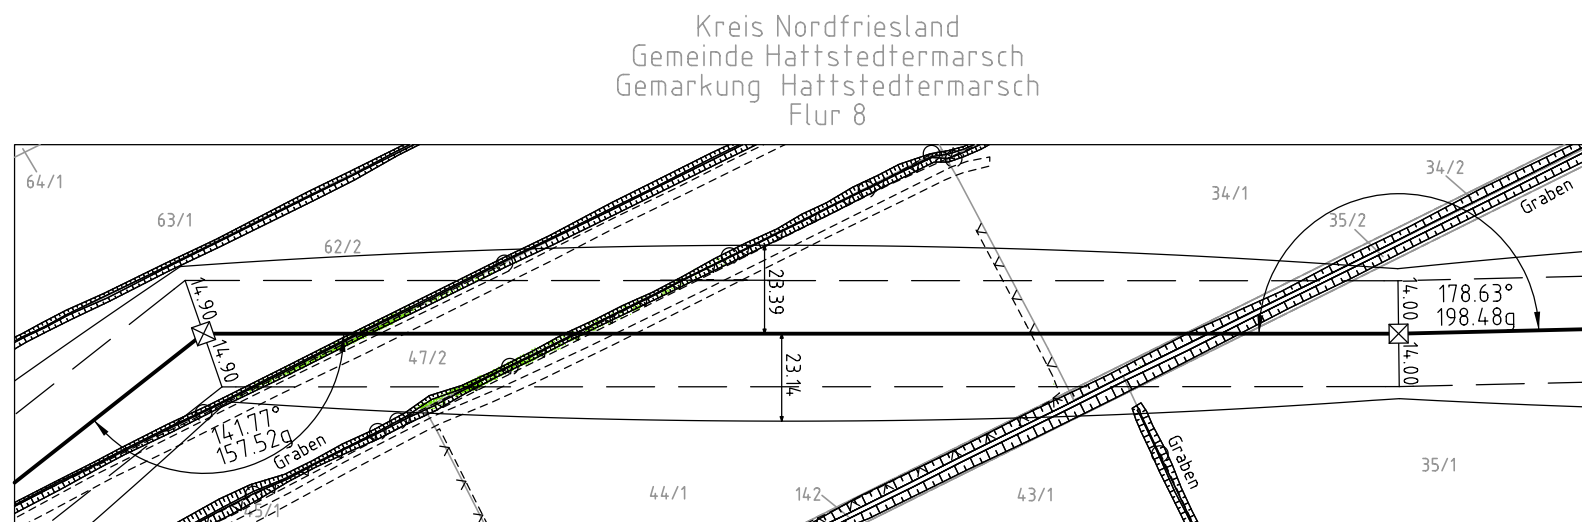 Kreis Nordfriesland
Gemeinde Hattstedtermarsch
Gemarkung Hattstedtermarsch
Flur 8
64/1
63/1
62/2
34/1
34/2
35/2
Graben
14.90
14.90
23.39
23.14
14.00
14.00
178.63°
198.48g
47/2
141.77°
157.52g
Graben
45/1
44/1
142
43/1
Graben
35/1